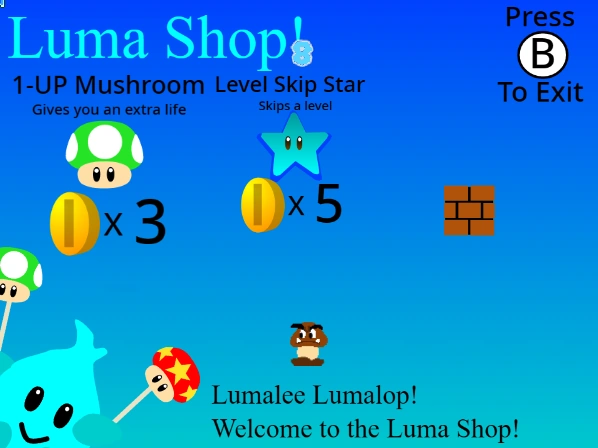 Luma Shop!
8
Press
B
To Exit
1-UP Mushroom
Gives you an extra life
Level Skip Star
Skips a level
x 3
x 5
Lumalee Lumalop!
Welcome to the Luma Shop!